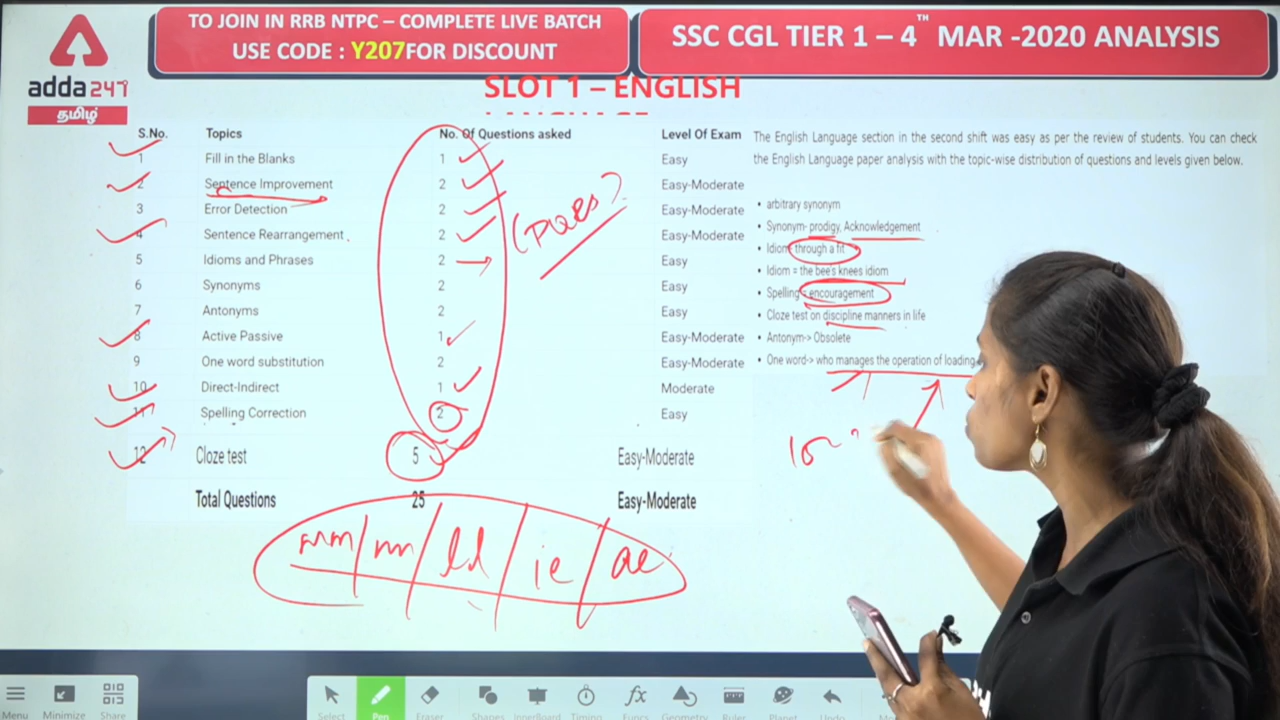 TO JOIN IN RRB NTPC – COMPLETE LIVE BATCH
USE CODE : Y207FOR DISCOUNT
SSC CGL TIER 1 – 4TH MAR -2020 ANALYSIS
adda247
தமிழ்
SLOT 1 – ENGLISH
LANGUAGE
S.No. Topics No. Of Questions asked Level Of Exam
1 Fill in the Blanks 1 Easy
2 Sentence Improvement 2 Easy-Moderate
3 Error Detection 2 Easy-Moderate
4 Sentence Rearrangement 2 Easy-Moderate
5 Idioms and Phrases 2 Easy
6 Synonyms 2 Easy
7 Antonyms 2 Easy
8 Active Passive 1 Easy-Moderate
9 One word substitution 2 Easy-Moderate
10 Direct-Indirect 1 Moderate
11 Spelling Correction 2 Easy
12 Cloze test 5 Easy-Moderate
Total Questions 25 Easy-Moderate
(PQRS)
mm/nn/ll/ie/ae
The English Language section in the second shift was easy as per the review of students. You can check
the English Language paper analysis with the topic-wise distribution of questions and levels given below.
• arbitrary synonym
• Synonym- prodigy, Acknowledgement
• Idiom through a fit
• Idiom = the bee's knees idiom
• Spelling = encouragement
• Cloze test on discipline manners in life
• Antonym-> Obsolete
• One word-> who manages the operation of loading
Menu Minimize Share Select Pen Eraser Shapes InnerBoard Timing Funcs Geometry Ruler Planet Undo